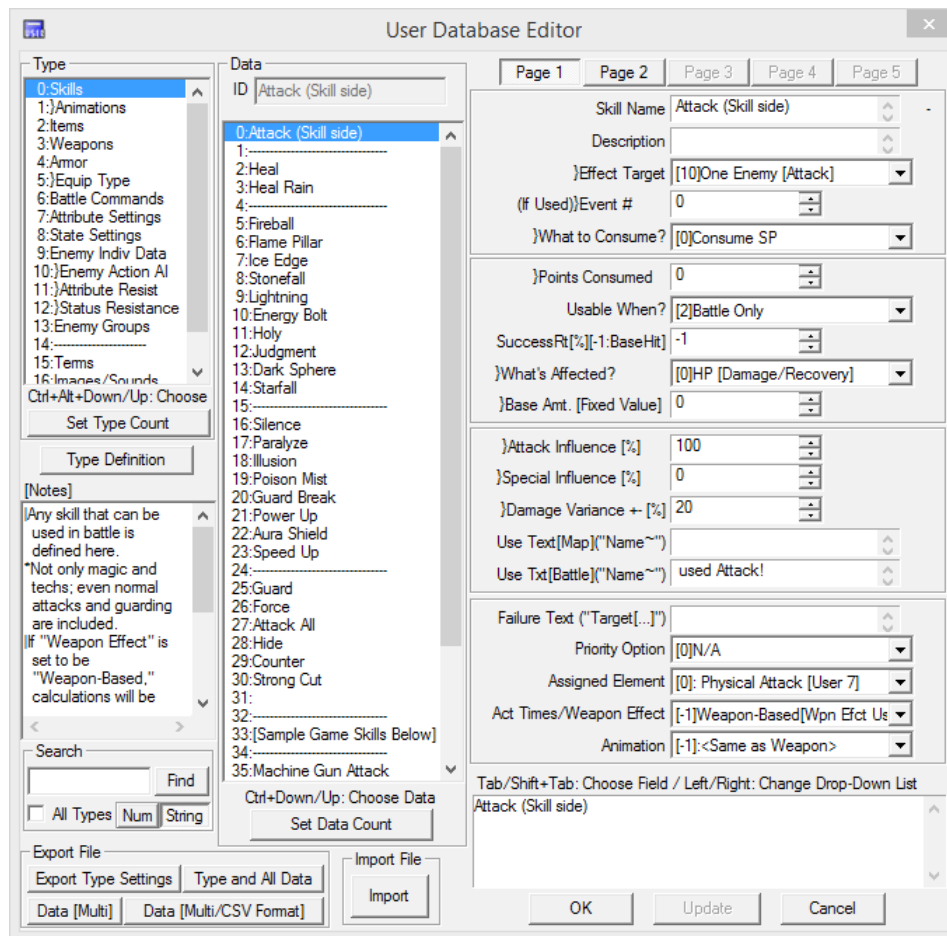 User Database Editor
Type
0:Skills
1:}Animations
2:Items
3:Weapons
4:Armor
5:}Equip Type
6:Battle Commands
7:Attribute Settings
8:State Settings
9:Enemy Indiv Data
10:}Enemy Action AI
11:}Attribute Resist
12:}Status Resistance
13:Enemy Groups
14:-----------------------
15:Terms
16:Images/Sounds
Ctrl+Alt+Down/Up: Choose
Set Type Count
Type Definition
[Notes]
|Any skill that can be
used in battle is
defined here.
*Not only magic and
techs; even normal
attacks and guarding
are included.
|If "Weapon Effect" is
set to be
"Weapon-Based,"
calculations will be
Search
Find
All Types
Num
String
Export File
Export Type Settings
Type and All Data
Data [Multi]
Data [Multi/CSV Format]
Data
ID
Attack (Skill side)
0:Attack (Skill side)
1:----------------------------------
2:Heal
3:Heal Rain
4:----------------------------------
5:Fireball
6:Flame Pillar
7:Ice Edge
8:Stonefall
9:Lightning
10:Energy Bolt
11:Holy
12:Judgment
13:Dark Sphere
14:Starfall
15:----------------------------------
16:Silence
17:Paralyze
18:Illusion
19:Poison Mist
20:Guard Break
21:Power Up
22:Aura Shield
23:Speed Up
24:----------------------------------
25:Guard
26:Force
27:Attack All
28:Hide
29:Counter
30:Strong Cut
31:
32:----------------------------------
33:[Sample Game Skills Below]
34:----------------------------------
35:Machine Gun Attack
Ctrl+Down/Up: Choose Data
Set Data Count
Import File
Import
Page 1
Page 2
Page 3
Page 4
Page 5
Skill Name Attack (Skill side) -
Description
}Effect Target [10]One Enemy [Attack]
(If Used)}Event # 0
}What to Consume? [0]Consume SP
}Points Consumed 0
Usable When? [2]Battle Only
SuccessRt[%][-1:BaseHit] -1
}What's Affected? [0]HP [Damage/Recovery]
}Base Amt. [Fixed Value] 0
}Attack Influence [%] 100
}Special Influence [%] 0
}Damage Variance +- [%] 20
Use Text[Map]("Name~")
Use Txt[Battle]("Name~") used Attack!
Failure Text ("Target[...]")
Priority Option [0]N/A
Assigned Element [0]: Physical Attack [User 7]
Act Times/Weapon Effect [-1]Weapon-Based[Wpn Efct Us
Animation [-1]:<Same as Weapon>
Tab/Shift+Tab: Choose Field / Left/Right: Change Drop-Down List
Attack (Skill side)
OK
Update
Cancel